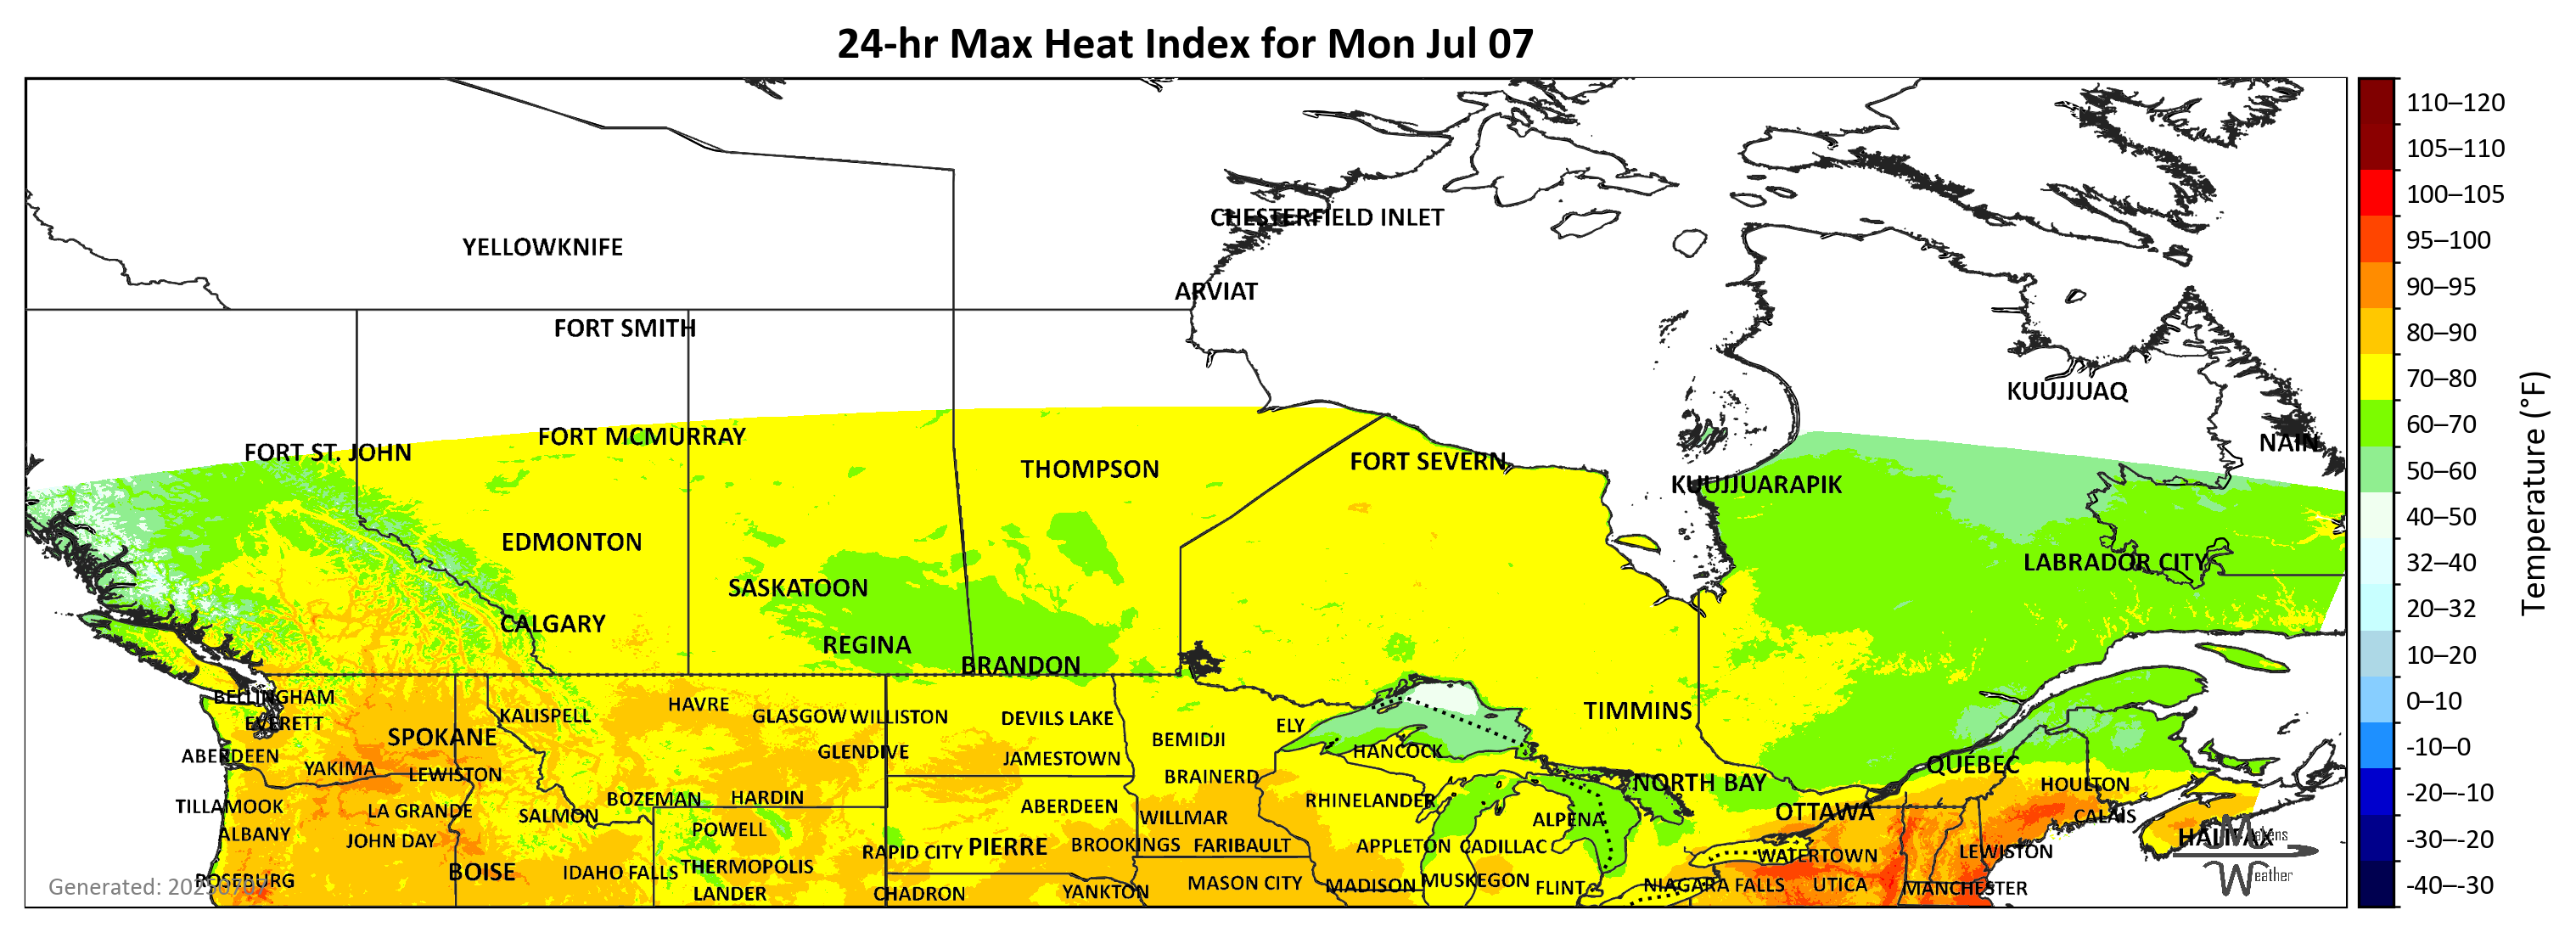 24-hr Max Heat Index for Mon Jul 07
110–120
105–110
CHESTERFIELD INLET
100–105
YELLOWKNIFE
95–100
ARVIAT
90–95
FORT SMITH
80–90
KUUJJUAQ
70–80
FORT MCMURRAY
60–70
FORT ST. JOHN
NAIN
THOMPSON
FORT SEVERN
50–60
KUUJJUARAPIK
40–50
EDMONTON
LABRADOR CITY
32–40
SASKATOON
20–32
CALGARY
REGINA
10–20
BRANDON
Temperature (°F)
BELLINGHAM
HAVRE
0–10
KALISPELL
GLASGOW
WILLISTON
DEVILS LAKE
TIMMINS
EVERETT
ELY
SPOKANE
BEMIDJI
-10–0
ABERDEEN
GLENDIVE
JAMESTOWN
HANCOCK
QUÉBEC
YAKIMA
LEWISTON
BRAINERD
NORTH BAY
HOULTON
-20–-10
TILLAMOOK
LA GRANDE
SALMON
BOZEMAN
HARDIN
ABERDEEN
WILLMAR
RHINELANDER
OTTAWA
CALAIS
ALBANY
JOHN DAY
POWELL
ALPENA
HALIFAX
-30–-20
RAPID CITY
PIERRE
BROOKINGS
FARIBAULT
APPLETON
CADILLAC
WATERTOWN
LEWISTON
Generated: 20250707
ROSEBURG
BOISE
IDAHO FALLS
THERMOPOLIS
MASON CITY
MADISON
MUSKEGON
FLINT
NIAGARA FALLS
UTICA
MANCHESTER
-40–-30
LANDER
CHADRON
YANKTON
Makens
Weather